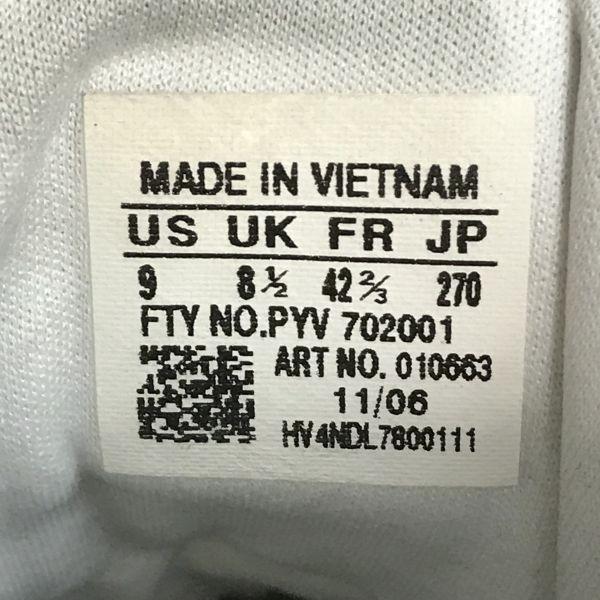 MADE IN VIETNAM
US UK FR JP
9 8½ 42⅔ 270
FTY NO.PYV 702001
ART NO. 010663
11/06
HV4NDL7800111